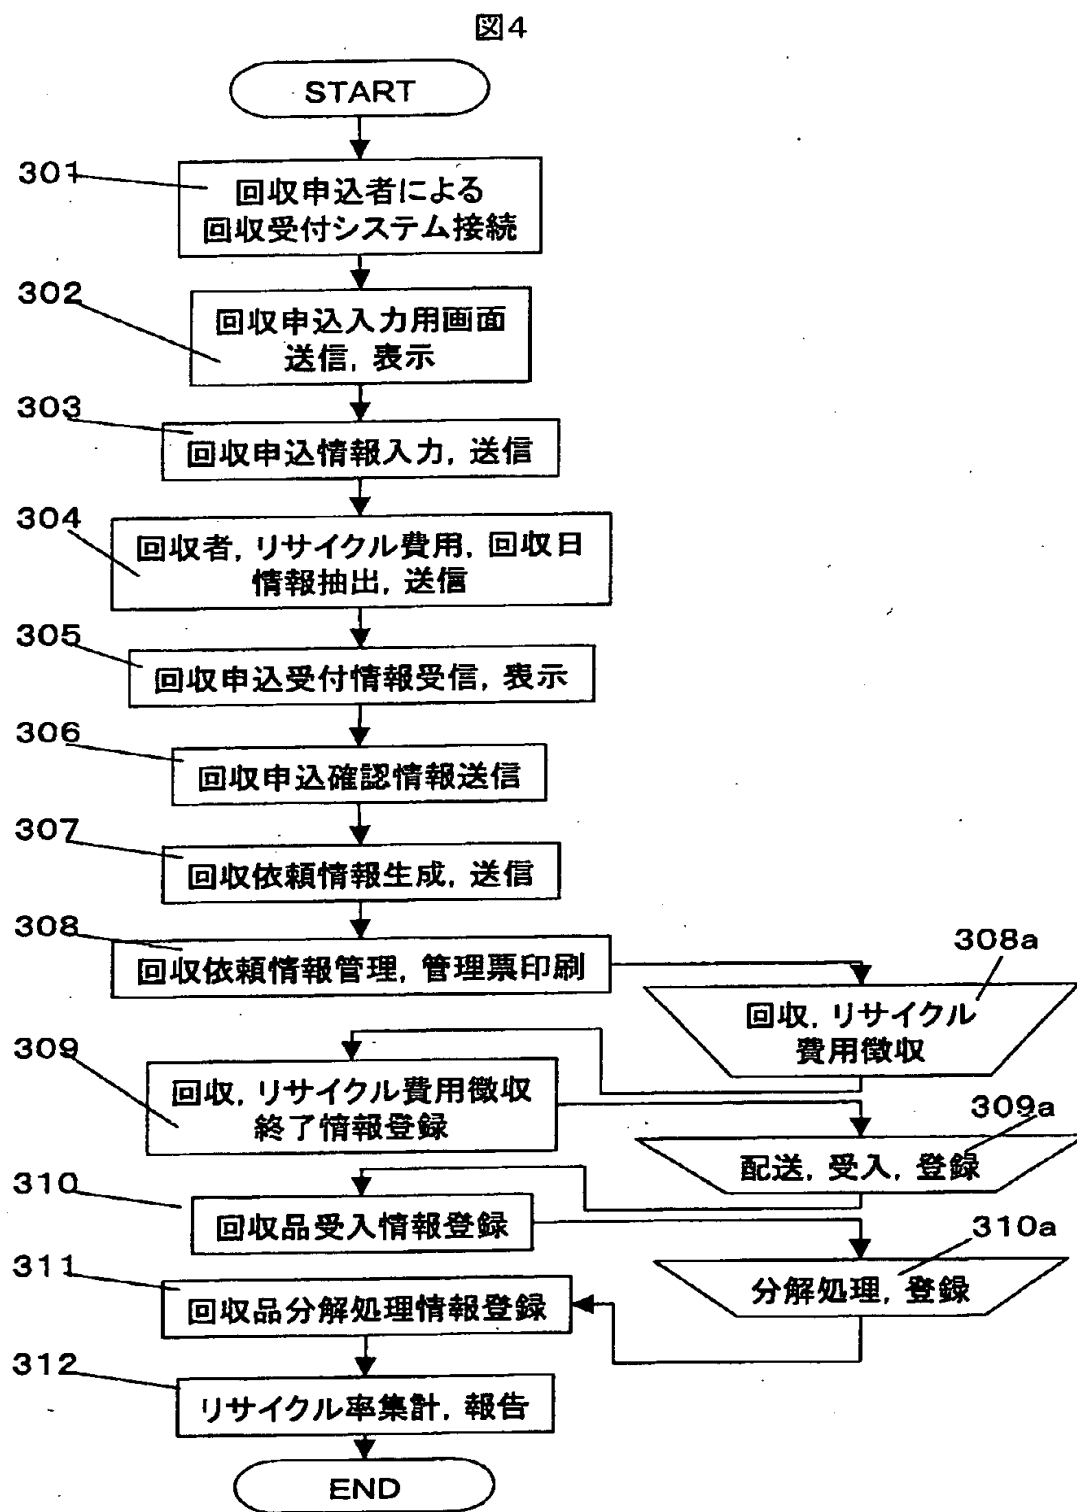 図4
START
301
回収申込者による
回収受付システム接続
302
回収申込入力用画面
送信, 表示
303
回収申込情報入力, 送信
304
回収者, リサイクル費用, 回収日
情報抽出, 送信
305
回収申込受付情報受信, 表示
306
回収申込確認情報送信
307
回収依頼情報生成, 送信
308
回収依頼情報管理, 管理票印刷
308a
回収, リサイクル
費用徴収
309
回収, リサイクル費用徴収
終了情報登録
309a
配送, 受入, 登録
310
回収品受入情報登録
310a
分解処理, 登録
311
回収品分解処理情報登録
312
リサイクル率集計, 報告
END